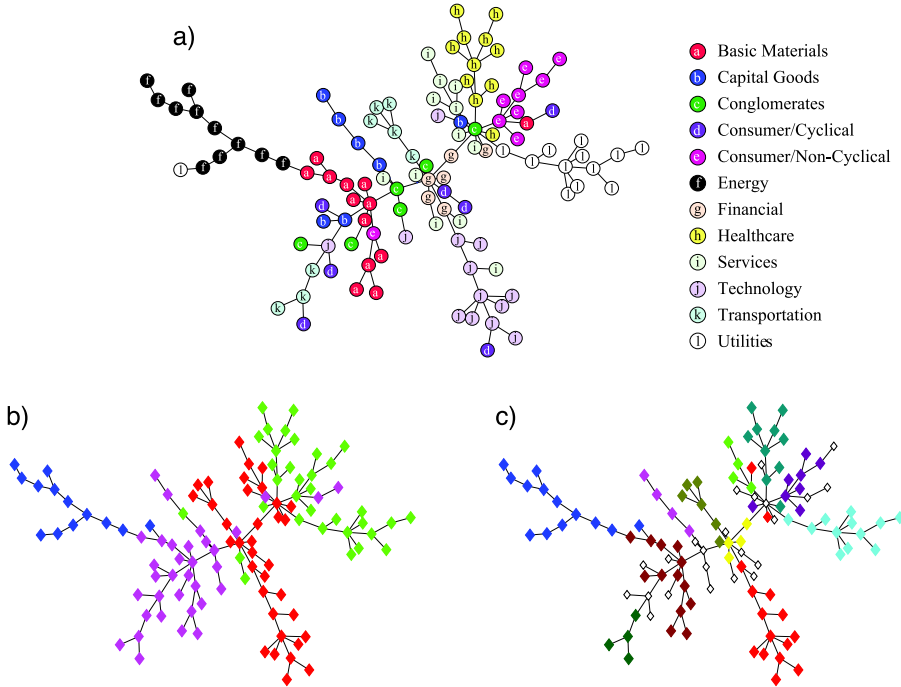 a)
a Basic Materials
b Capital Goods
c Conglomerates
d Consumer/Cyclical
e Consumer/Non-Cyclical
f Energy
g Financial
h Healthcare
i Services
J Technology
k Transportation
l Utilities
b)
c)